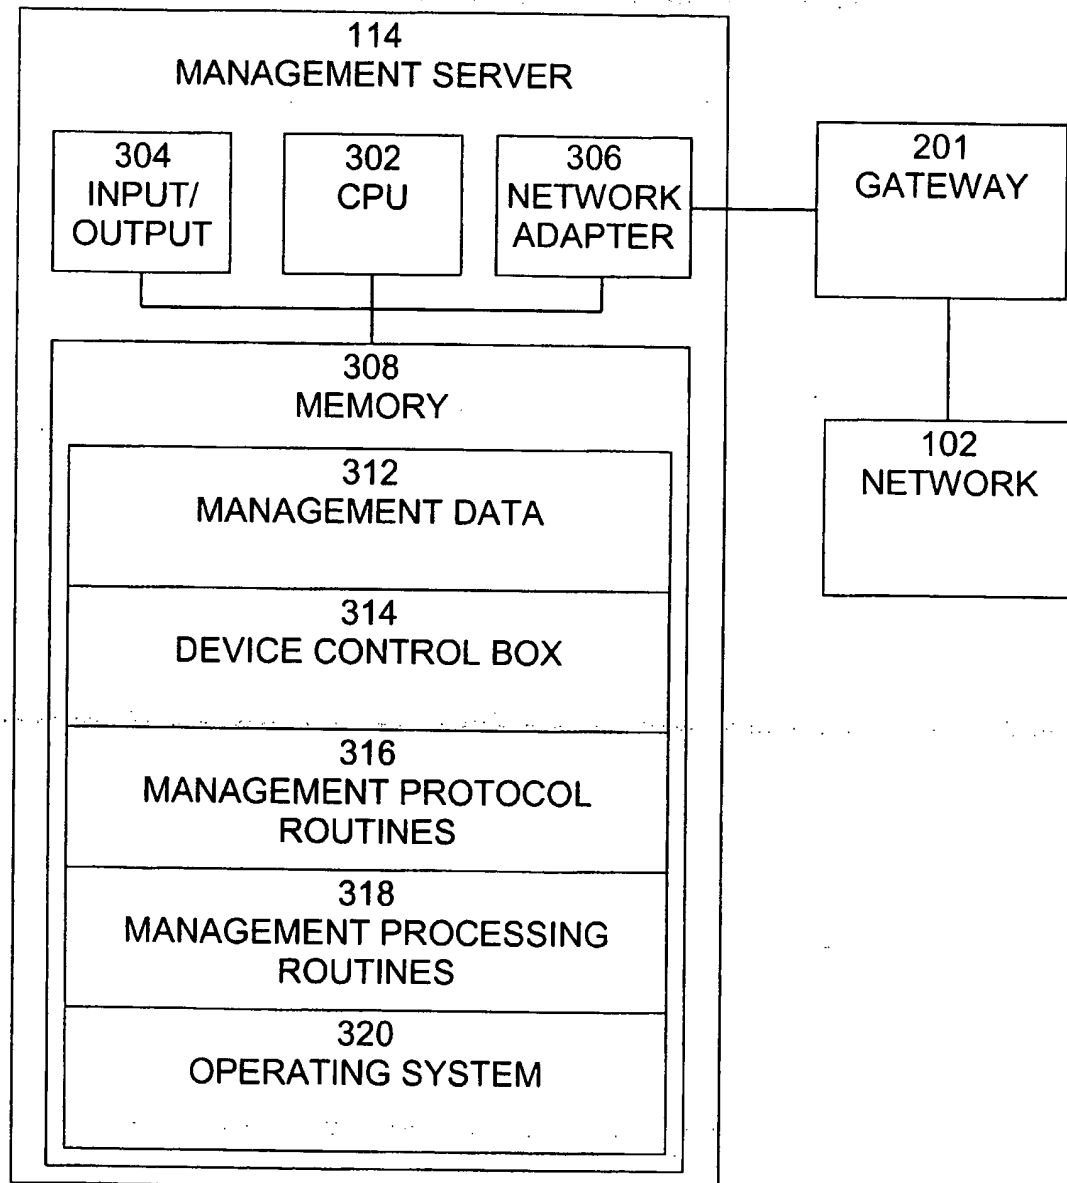 114
MANAGEMENT SERVER
304
INPUT/
OUTPUT
302
CPU
306
NETWORK
ADAPTER
201
GATEWAY
308
MEMORY
102
NETWORK
312
MANAGEMENT DATA
314
DEVICE CONTROL BOX
316
MANAGEMENT PROTOCOL
ROUTINES
318
MANAGEMENT PROCESSING
ROUTINES
320
OPERATING SYSTEM